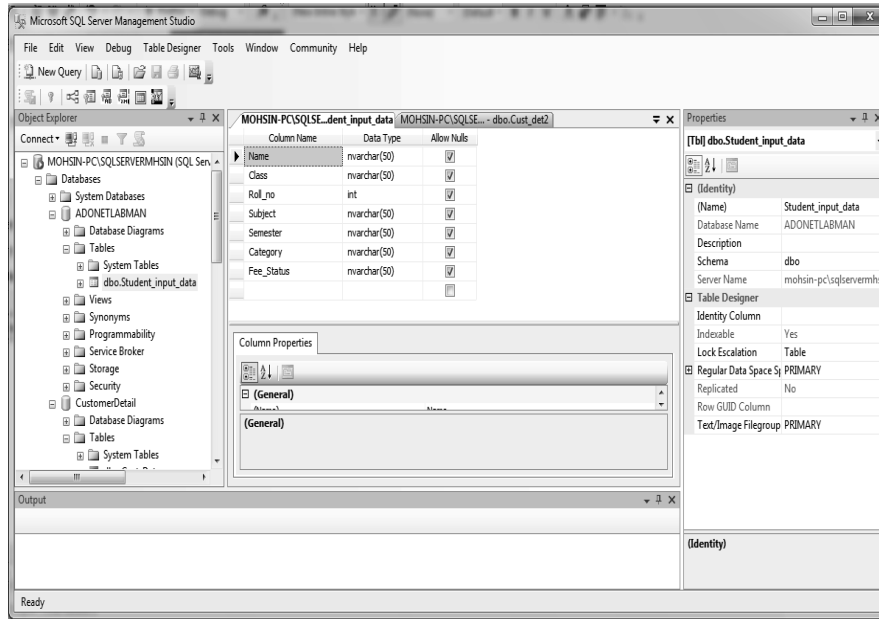 Microsoft SQL Server Management Studio
File Edit View Debug Table Designer Tools Window Community Help
New Query
Object Explorer
Connect
MOHSIN-PC\SQLSERVERMHSIN (SQL Serv
Databases
System Databases
ADONETLABMAN
Database Diagrams
Tables
System Tables
dbo.Student_input_data
Views
Synonyms
Programmability
Service Broker
Storage
Security
CustomerDetail
Database Diagrams
Tables
System Tables
MOHSIN-PC\SQLSE...dent_input_data MOHSIN-PC\SQLSE... - dbo.Cust_det2
Column Name Data Type Allow Nulls
Name nvarchar(50)
Class nvarchar(50)
Roll_no int
Subject nvarchar(50)
Semester nvarchar(50)
Category nvarchar(50)
Fee_Status nvarchar(50)
Column Properties
(General)
(General)
Properties
[Tbl] dbo.Student_input_data
(Identity)
(Name) Student_input_data
Database Name ADONETLABMAN
Description
Schema dbo
Server Name mohsin-pc\sqlservermhs
Table Designer
Identity Column
Indexable Yes
Lock Escalation Table
Regular Data Space Sp PRIMARY
Replicated No
Row GUID Column
Text/Image Filegroup PRIMARY
(Identity)
Output
Ready